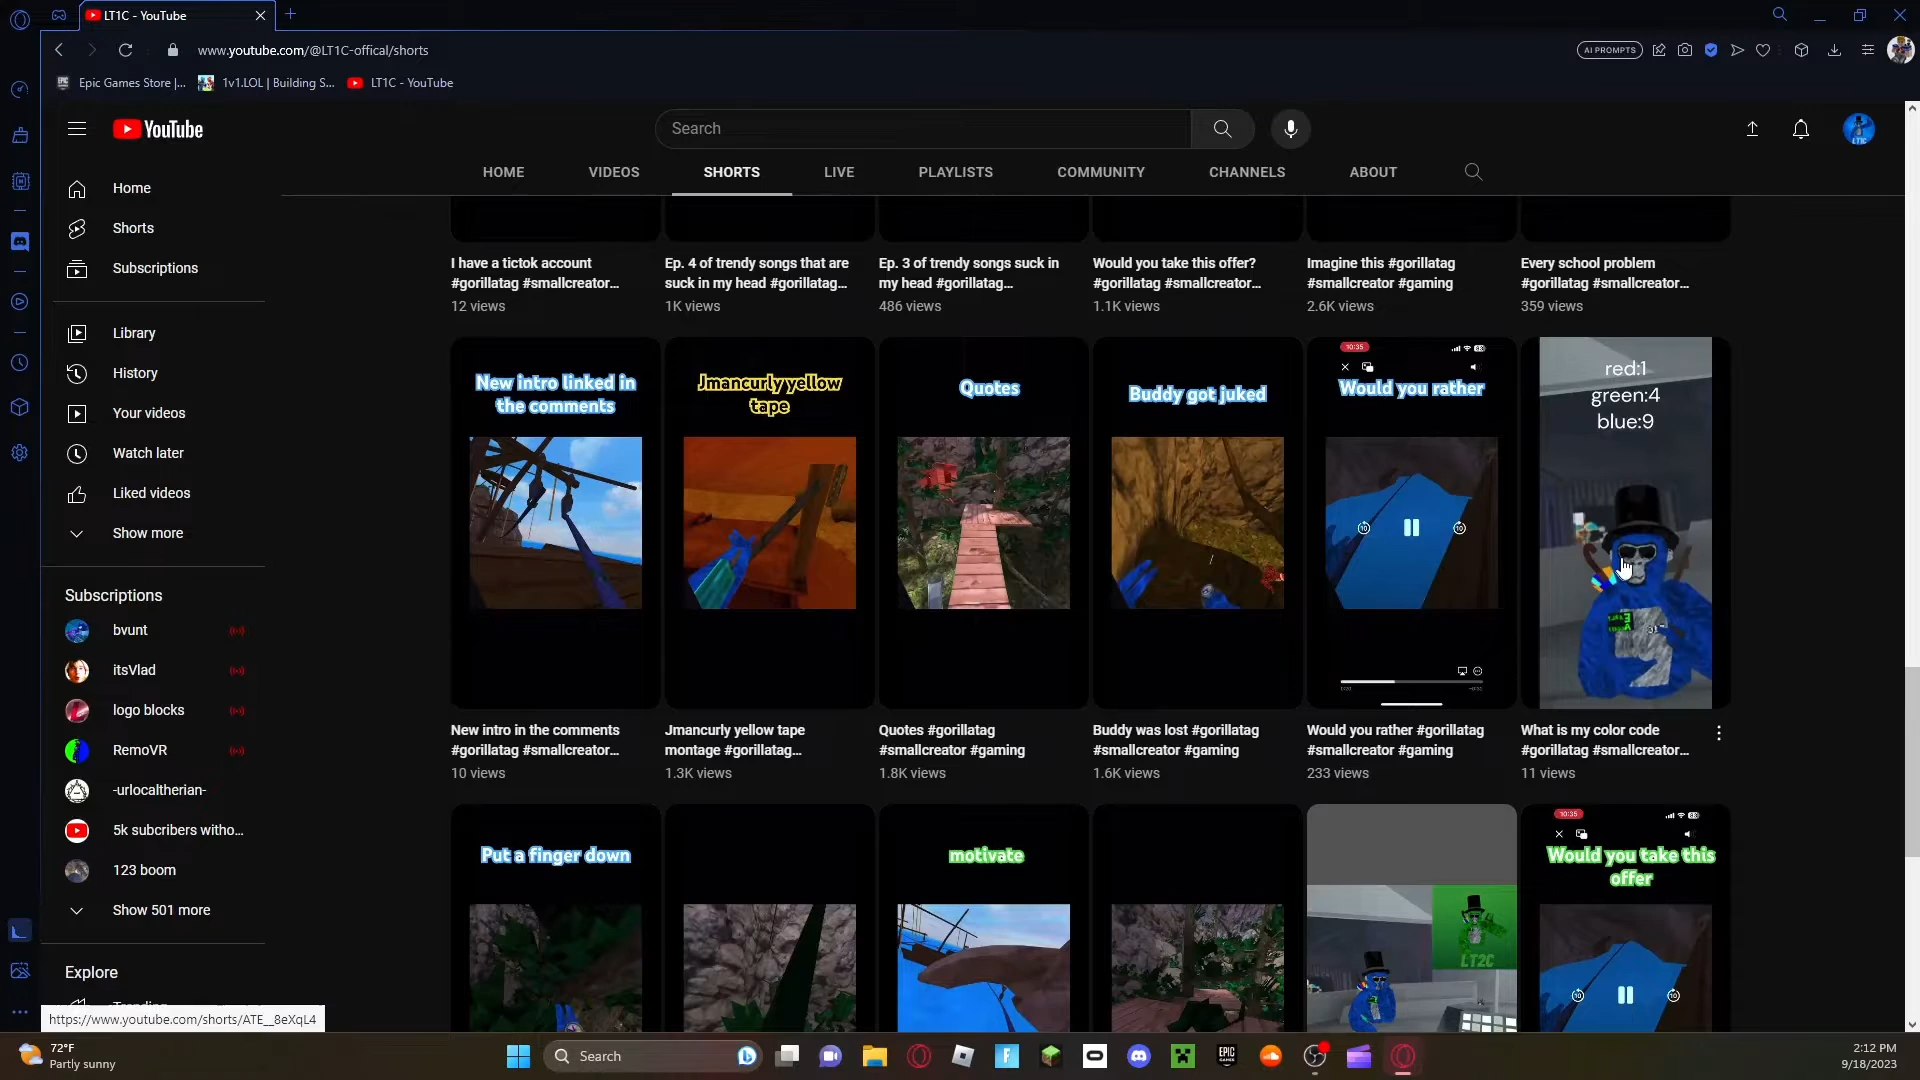 LT1C - YouTube
www.youtube.com/@LT1C-offical/shorts
AI PROMPTS
Epic Games Store |...
1v1.LOL | Building S...
LT1C - YouTube
YouTube
Search
HOME
VIDEOS
SHORTS
LIVE
PLAYLISTS
COMMUNITY
CHANNELS
ABOUT
Home
Shorts
Subscriptions
Library
History
Your videos
Watch later
Liked videos
Show more
Subscriptions
bvunt
itsVlad
logo blocks
RemoVR
-urlocaltherian-
5k subcribers witho...
123 boom
Show 501 more
Explore
https://www.youtube.com/shorts/ATE__8eXqL4
I have a tictok account
#gorillatag #smallcreator...
12 views
Ep. 4 of trendy songs that are
suck in my head #gorillatag...
1K views
Ep. 3 of trendy songs suck in
my head #gorillatag...
486 views
Would you take this offer?
#gorillatag #smallcreator...
1.1K views
Imagine this #gorillatag
#smallcreator #gaming
2.6K views
Every school problem
#gorillatag #smallcreator...
359 views
New intro linked in
the comments
Jmancurly yellow
tape
Quotes
Buddy got juked
10:35
Would you rather
red:1
green:4
blue:9
New intro in the comments
#gorillatag #smallcreator...
10 views
Jmancurly yellow tape
montage #gorillatag...
1.3K views
Quotes #gorillatag
#smallcreator #gaming
1.8K views
Buddy was lost #gorillatag
#smallcreator #gaming
1.6K views
Would you rather #gorillatag
#smallcreator #gaming
233 views
What is my color code
#gorillatag #smallcreator...
11 views
Put a finger down
motivate
LT2C
10:35
Would you take this
offer
72°F
Partly sunny
Search
2:12 PM
9/18/2023